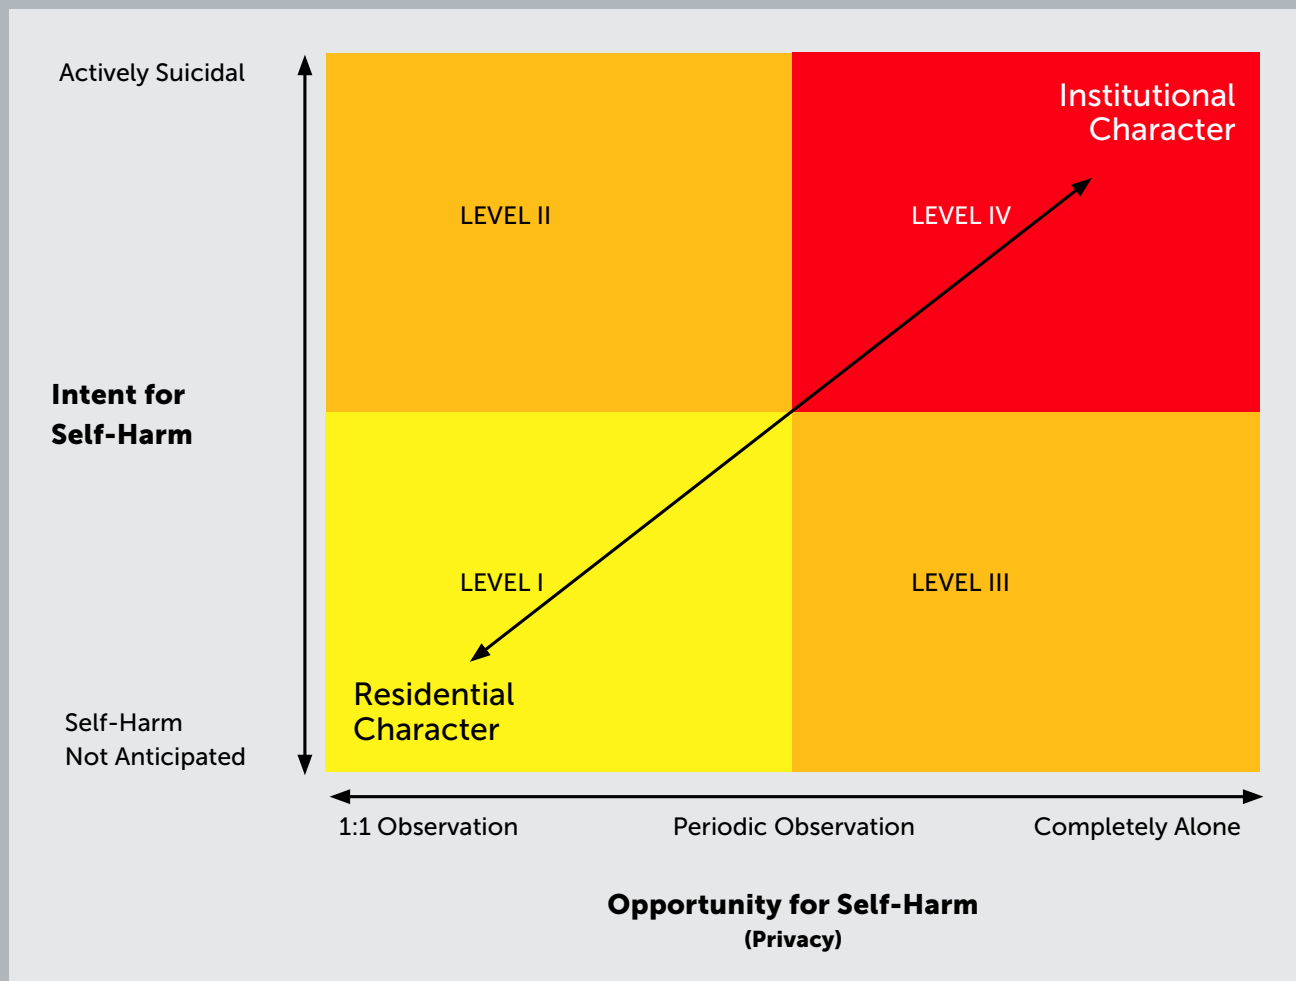 Actively Suicidal
Institutional
Character
LEVEL II
LEVEL IV
Intent for
Self-Harm
LEVEL I
LEVEL III
Residential
Character
Self-Harm
Not Anticipated
1:1 Observation
Periodic Observation
Completely Alone
Opportunity for Self-Harm
(Privacy)